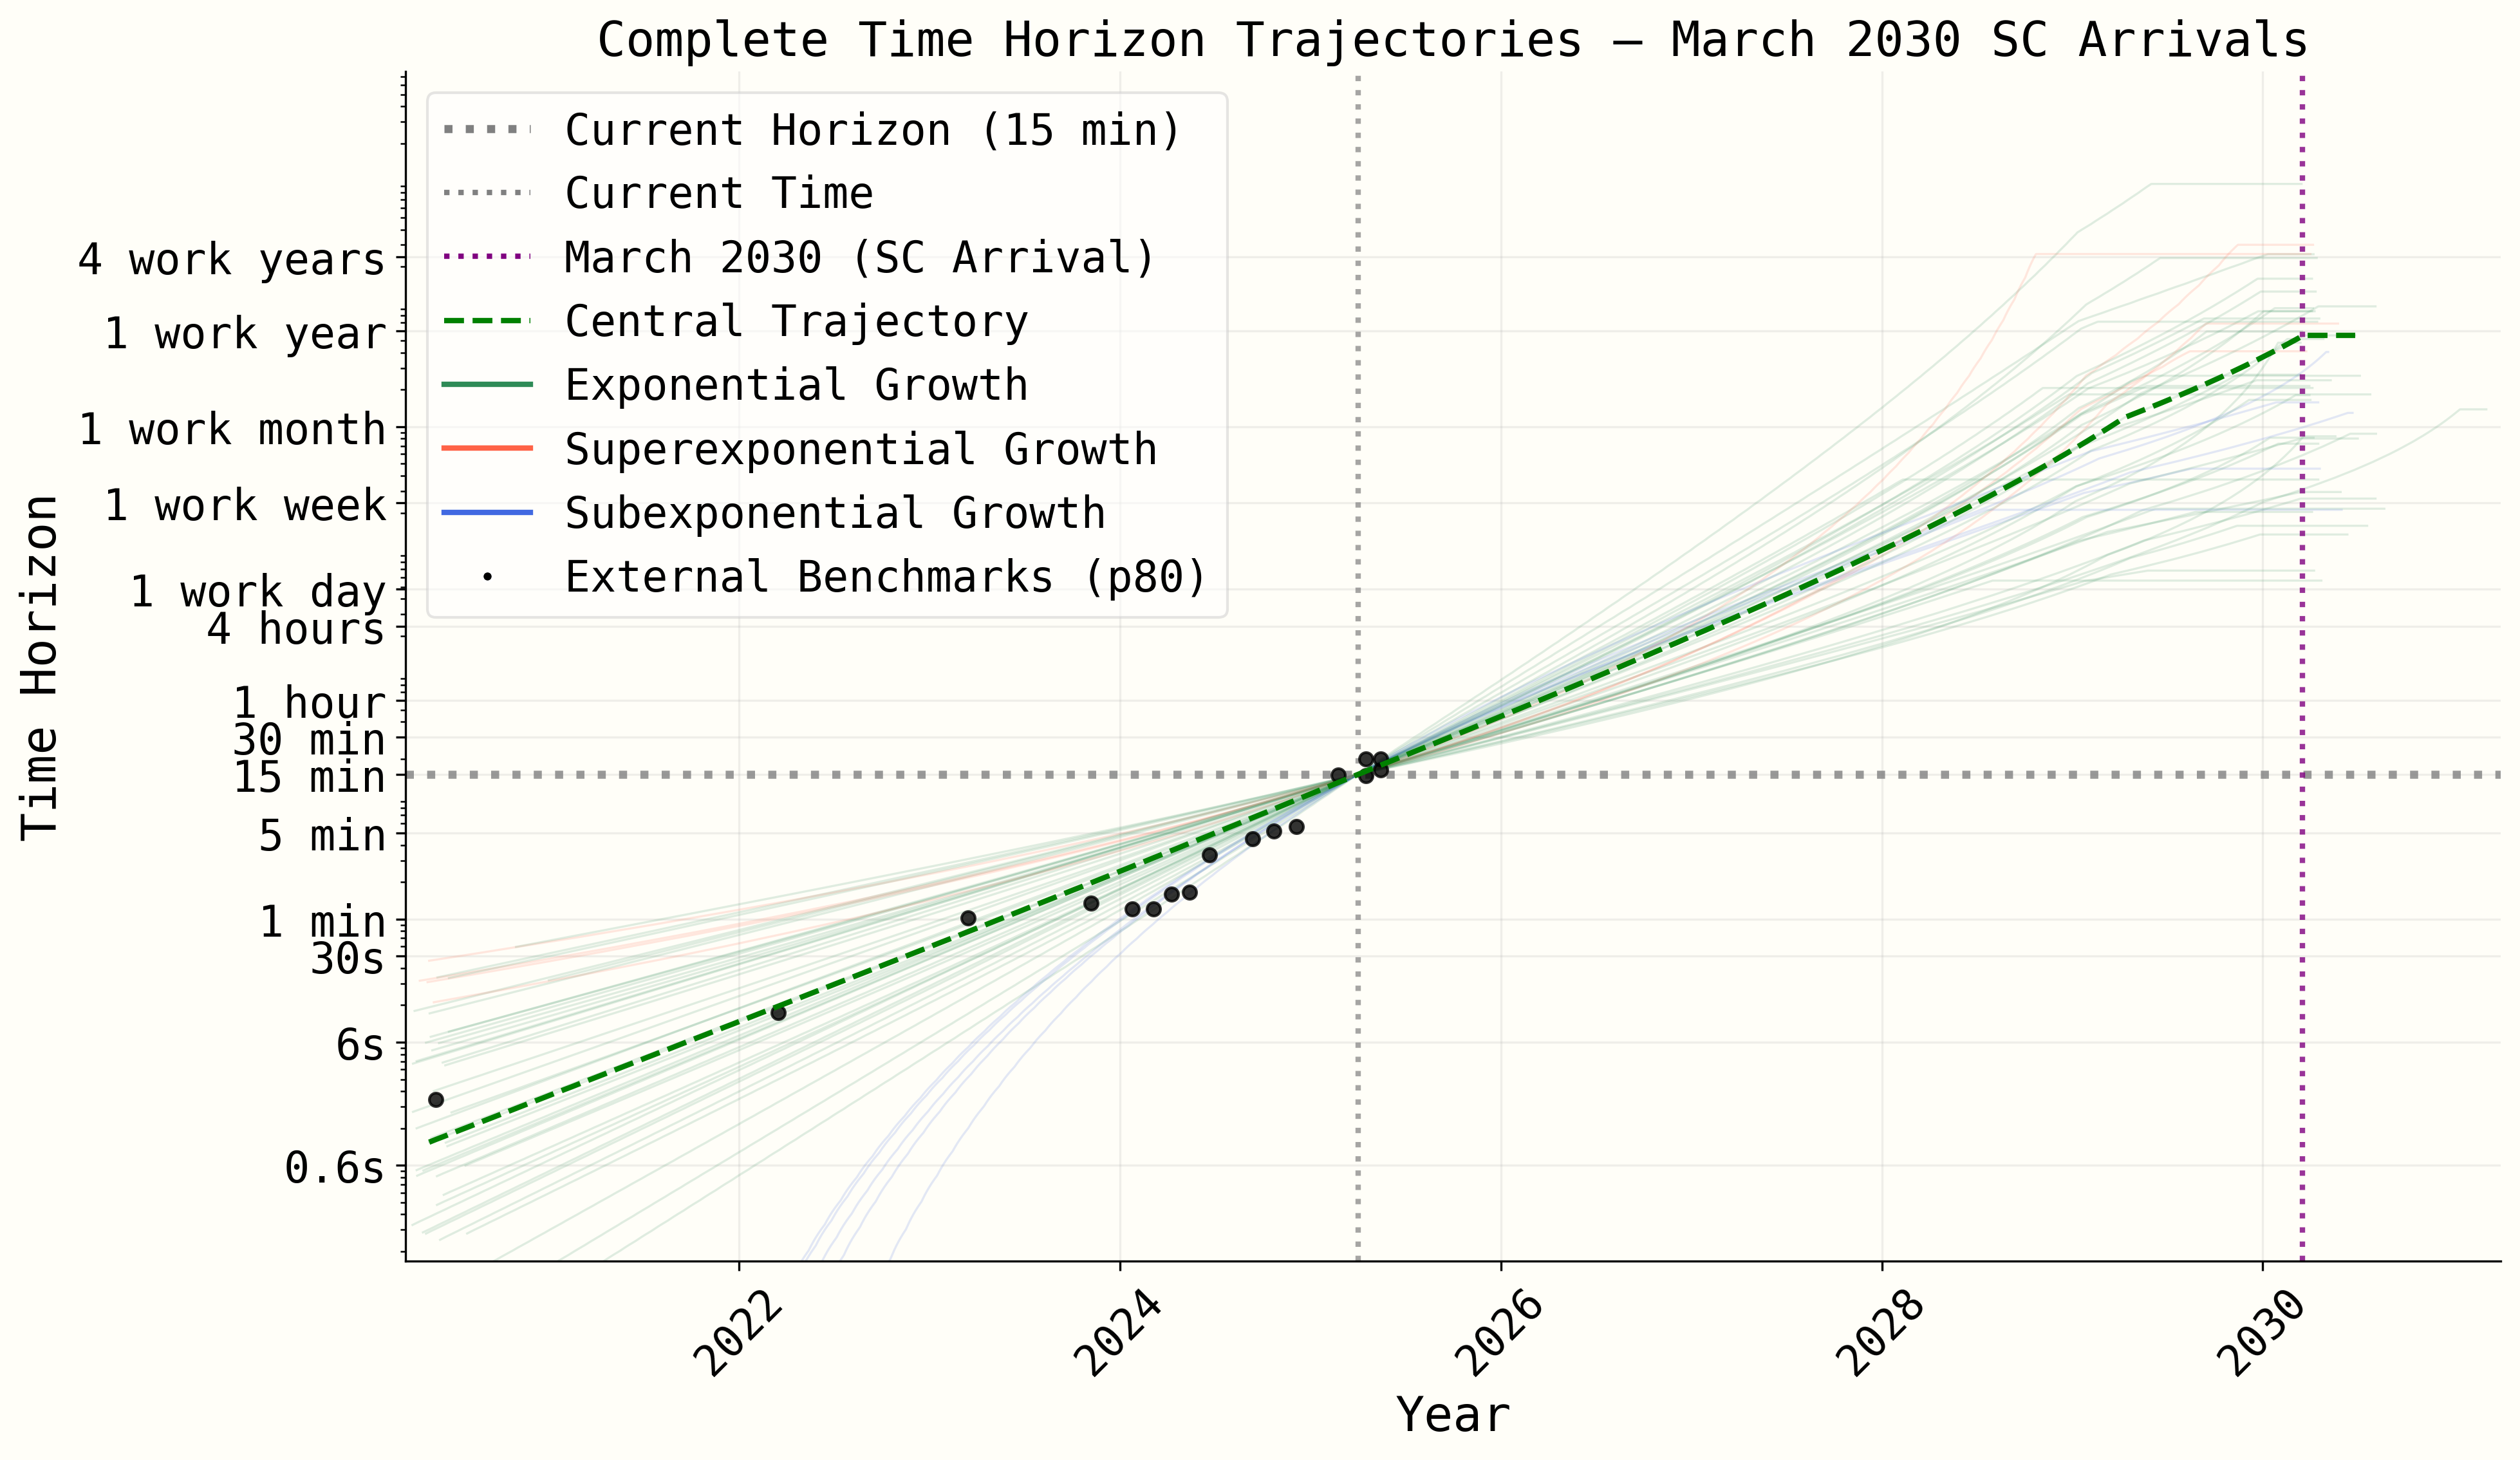 Complete Time Horizon Trajectories — March 2030 SC Arrivals
Current Horizon (15 min)
Current Time
March 2030 (SC Arrival)
Central Trajectory
Exponential Growth
Superexponential Growth
Subexponential Growth
External Benchmarks (p80)
Time Horizon
4 work years
1 work year
1 work month
1 work week
1 work day
4 hours
1 hour
30 min
15 min
5 min
1 min
30s
6s
0.6s
2022
2024
2026
2028
2030
Year